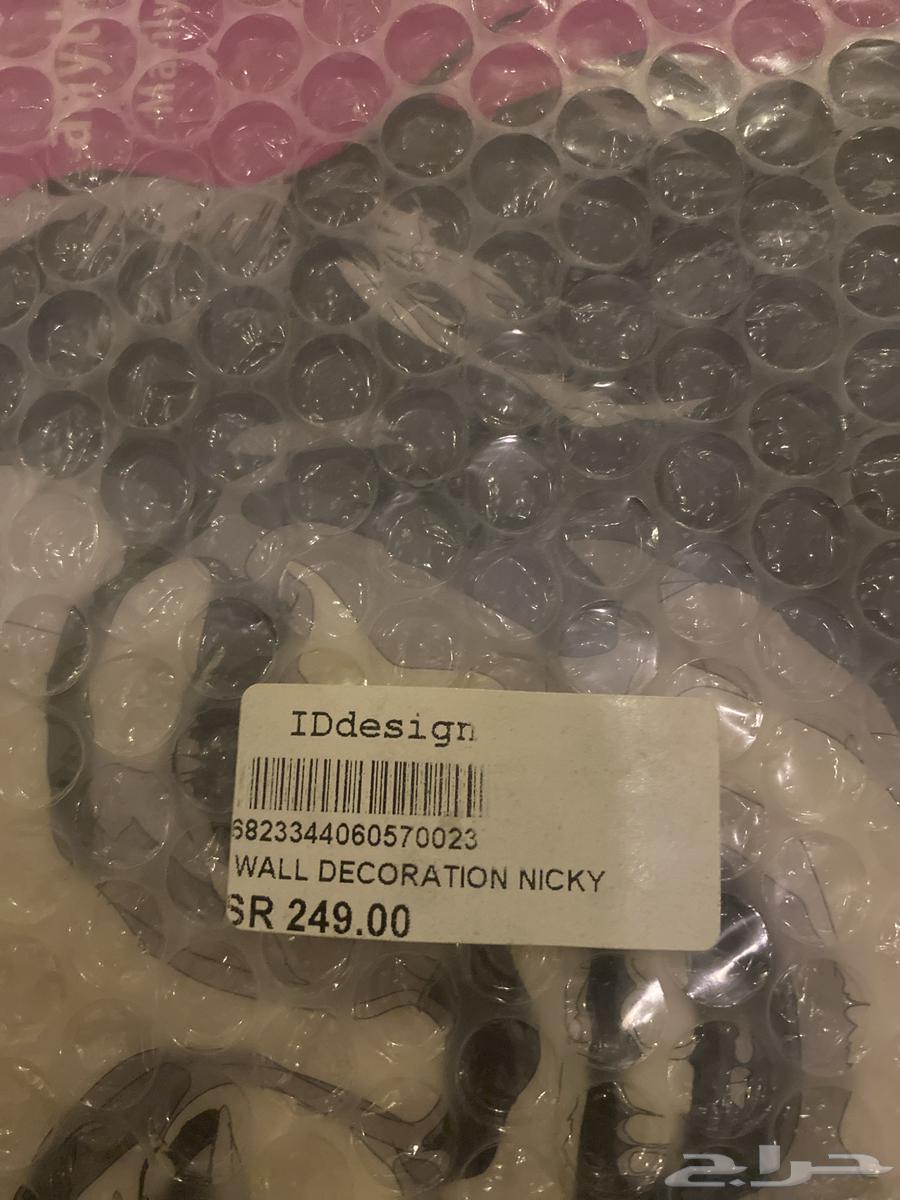 IDdesign
6823344060570023
WALL DECORATION NICKY
SR 249.00
حراج